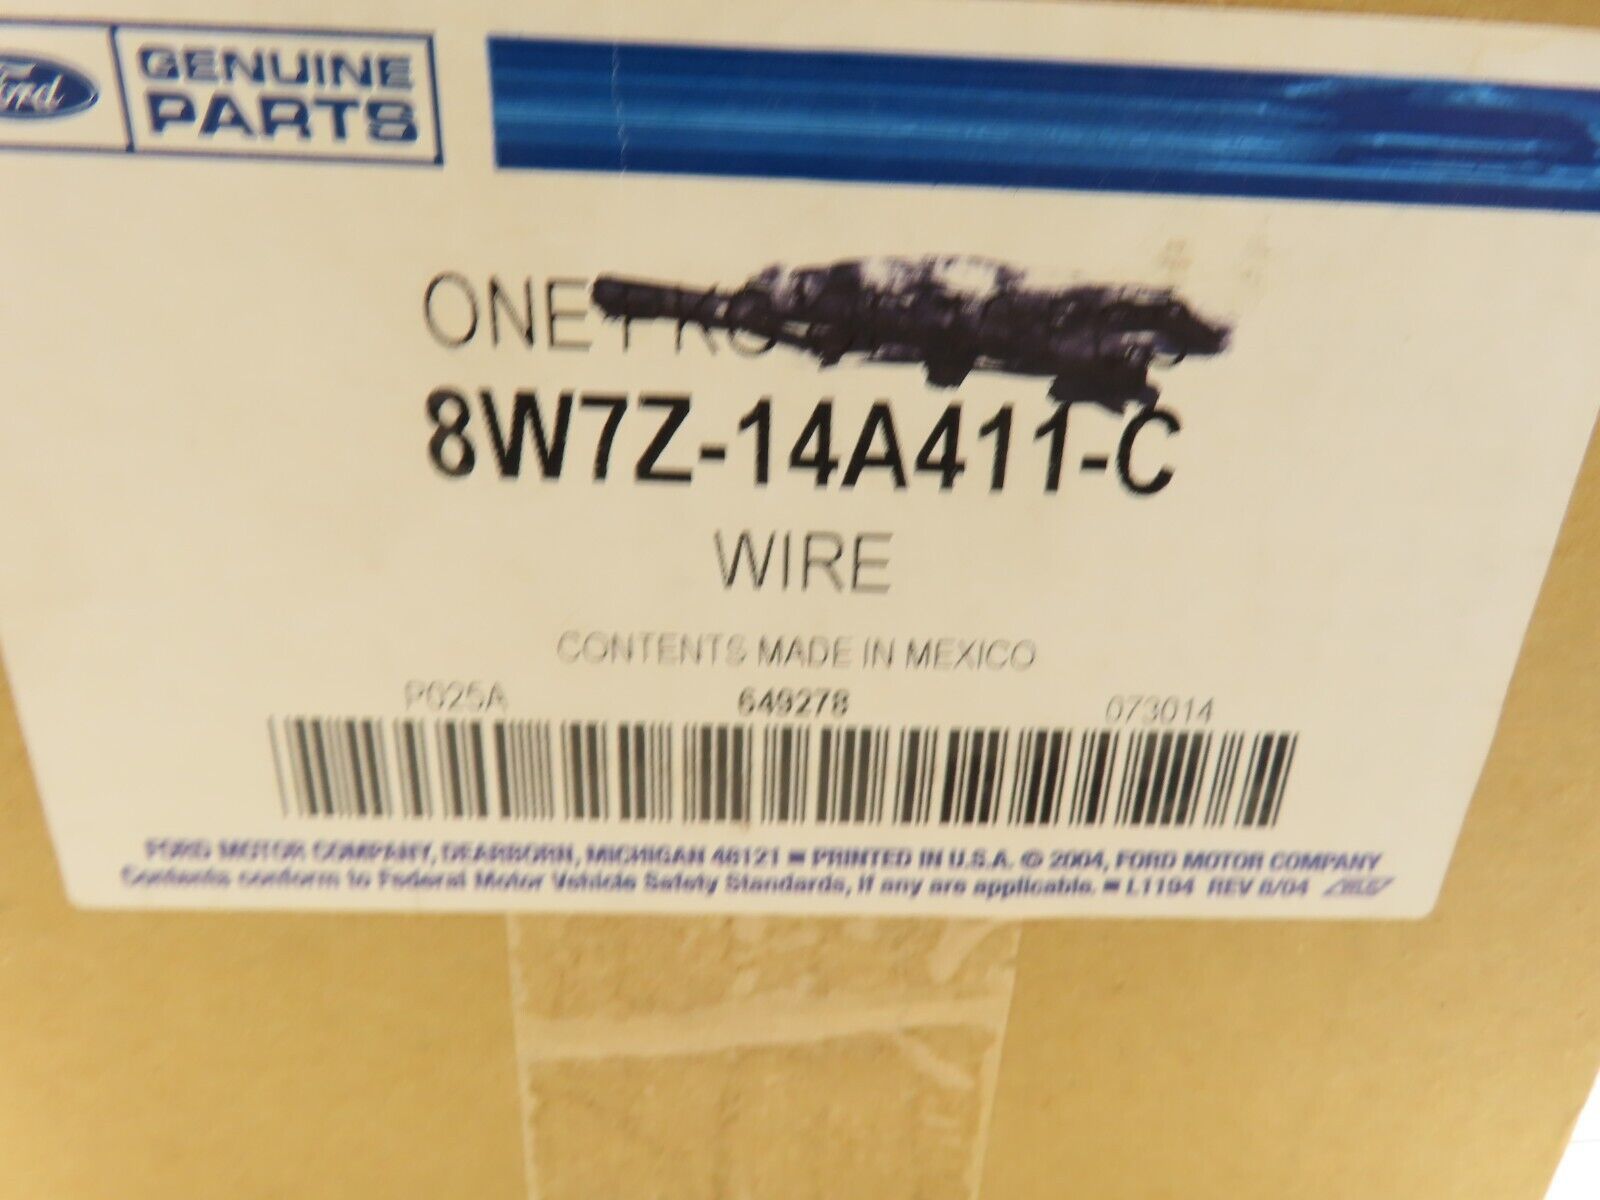 Ford
GENUINE
PARTS
ONE
8W7Z-14A411-C
WIRE
CONTENTS MADE IN MEXICO
P025A 649278 073014
FORD MOTOR COMPANY, DEARBORN, MICHIGAN 48121 ▬ PRINTED IN U.S.A. © 2004, FORD MOTOR COMPANY
Contents conform to Federal Motor Vehicle Safety Standards, if any are applicable. ▬ L1194 REV 8/04